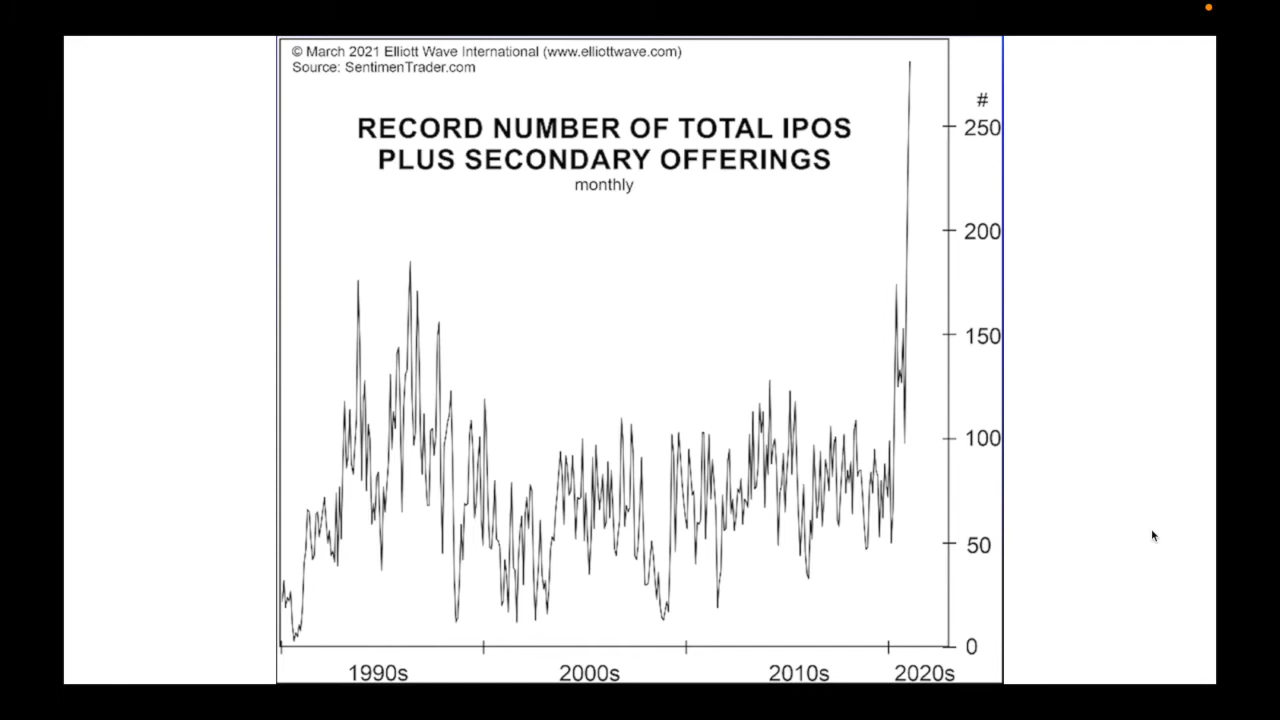 © March 2021 Elliott Wave International (www.elliottwave.com)
Source: SentimenTrader.com
#
RECORD NUMBER OF TOTAL IPOS
PLUS SECONDARY OFFERINGS
monthly
250
200
150
100
50
0
1990s 2000s 2010s 2020s